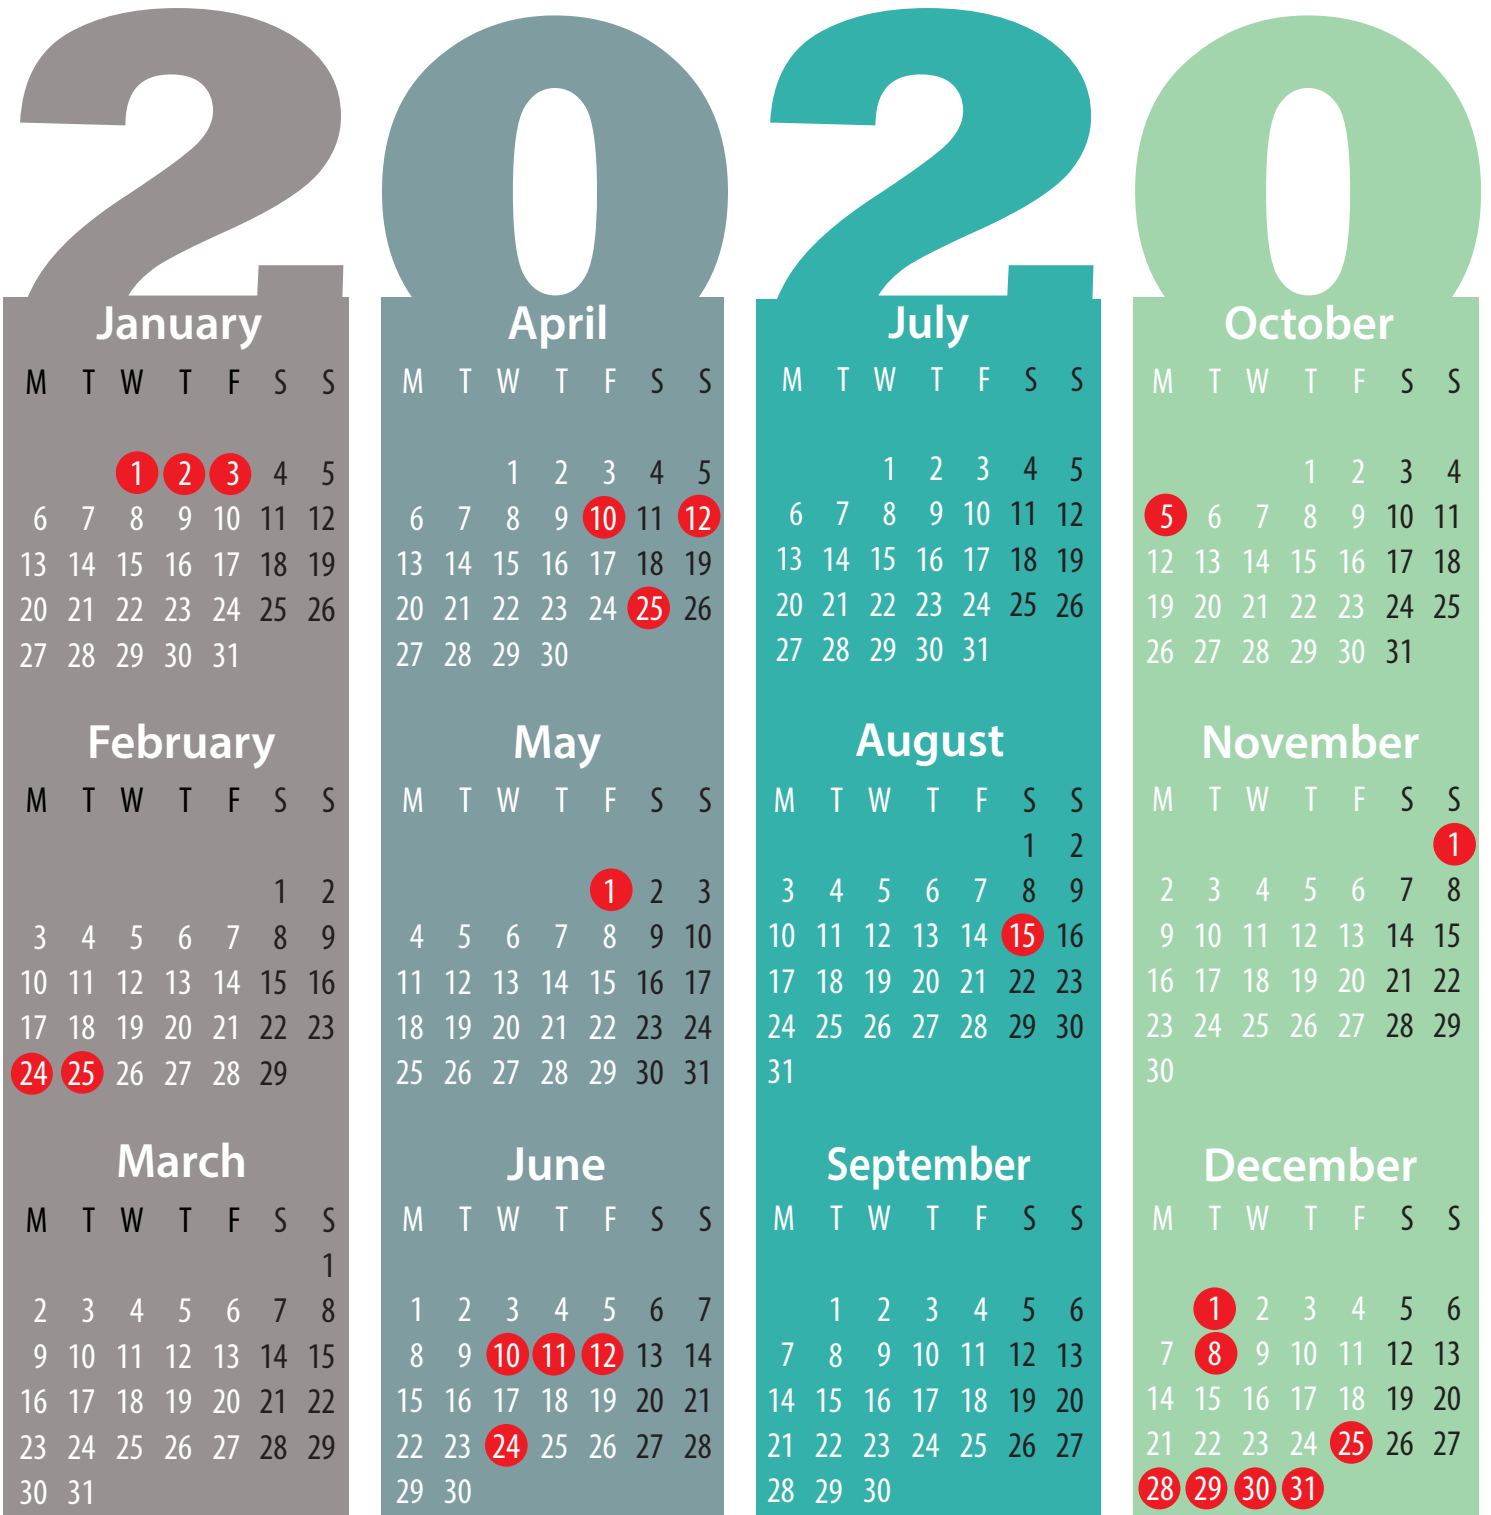 2020
January
M T W T F S S
1 2 3 4 5
6 7 8 9 10 11 12
13 14 15 16 17 18 19
20 21 22 23 24 25 26
27 28 29 30 31
February
M T W T F S S
1 2
3 4 5 6 7 8 9
10 11 12 13 14 15 16
17 18 19 20 21 22 23
24 25 26 27 28 29
March
M T W T F S S
1
2 3 4 5 6 7 8
9 10 11 12 13 14 15
16 17 18 19 20 21 22
23 24 25 26 27 28 29
30 31
April
M T W T F S S
1 2 3 4 5
6 7 8 9 10 11 12
13 14 15 16 17 18 19
20 21 22 23 24 25 26
27 28 29 30
May
M T W T F S S
1 2 3
4 5 6 7 8 9 10
11 12 13 14 15 16 17
18 19 20 21 22 23 24
25 26 27 28 29 30 31
June
M T W T F S S
1 2 3 4 5 6 7
8 9 10 11 12 13 14
15 16 17 18 19 20 21
22 23 24 25 26 27 28
29 30
July
M T W T F S S
1 2 3 4 5
6 7 8 9 10 11 12
13 14 15 16 17 18 19
20 21 22 23 24 25 26
27 28 29 30 31
August
M T W T F S S
1 2
3 4 5 6 7 8 9
10 11 12 13 14 15 16
17 18 19 20 21 22 23
24 25 26 27 28 29 30
31
September
M T W T F S S
1 2 3 4 5 6
7 8 9 10 11 12 13
14 15 16 17 18 19 20
21 22 23 24 25 26 27
28 29 30
October
M T W T F S S
1 2 3 4
5 6 7 8 9 10 11
12 13 14 15 16 17 18
19 20 21 22 23 24 25
26 27 28 29 30 31
November
M T W T F S S
1
2 3 4 5 6 7 8
9 10 11 12 13 14 15
16 17 18 19 20 21 22
23 24 25 26 27 28 29
30
December
M T W T F S S
1 2 3 4 5 6
7 8 9 10 11 12 13
14 15 16 17 18 19 20
21 22 23 24 25 26 27
28 29 30 31